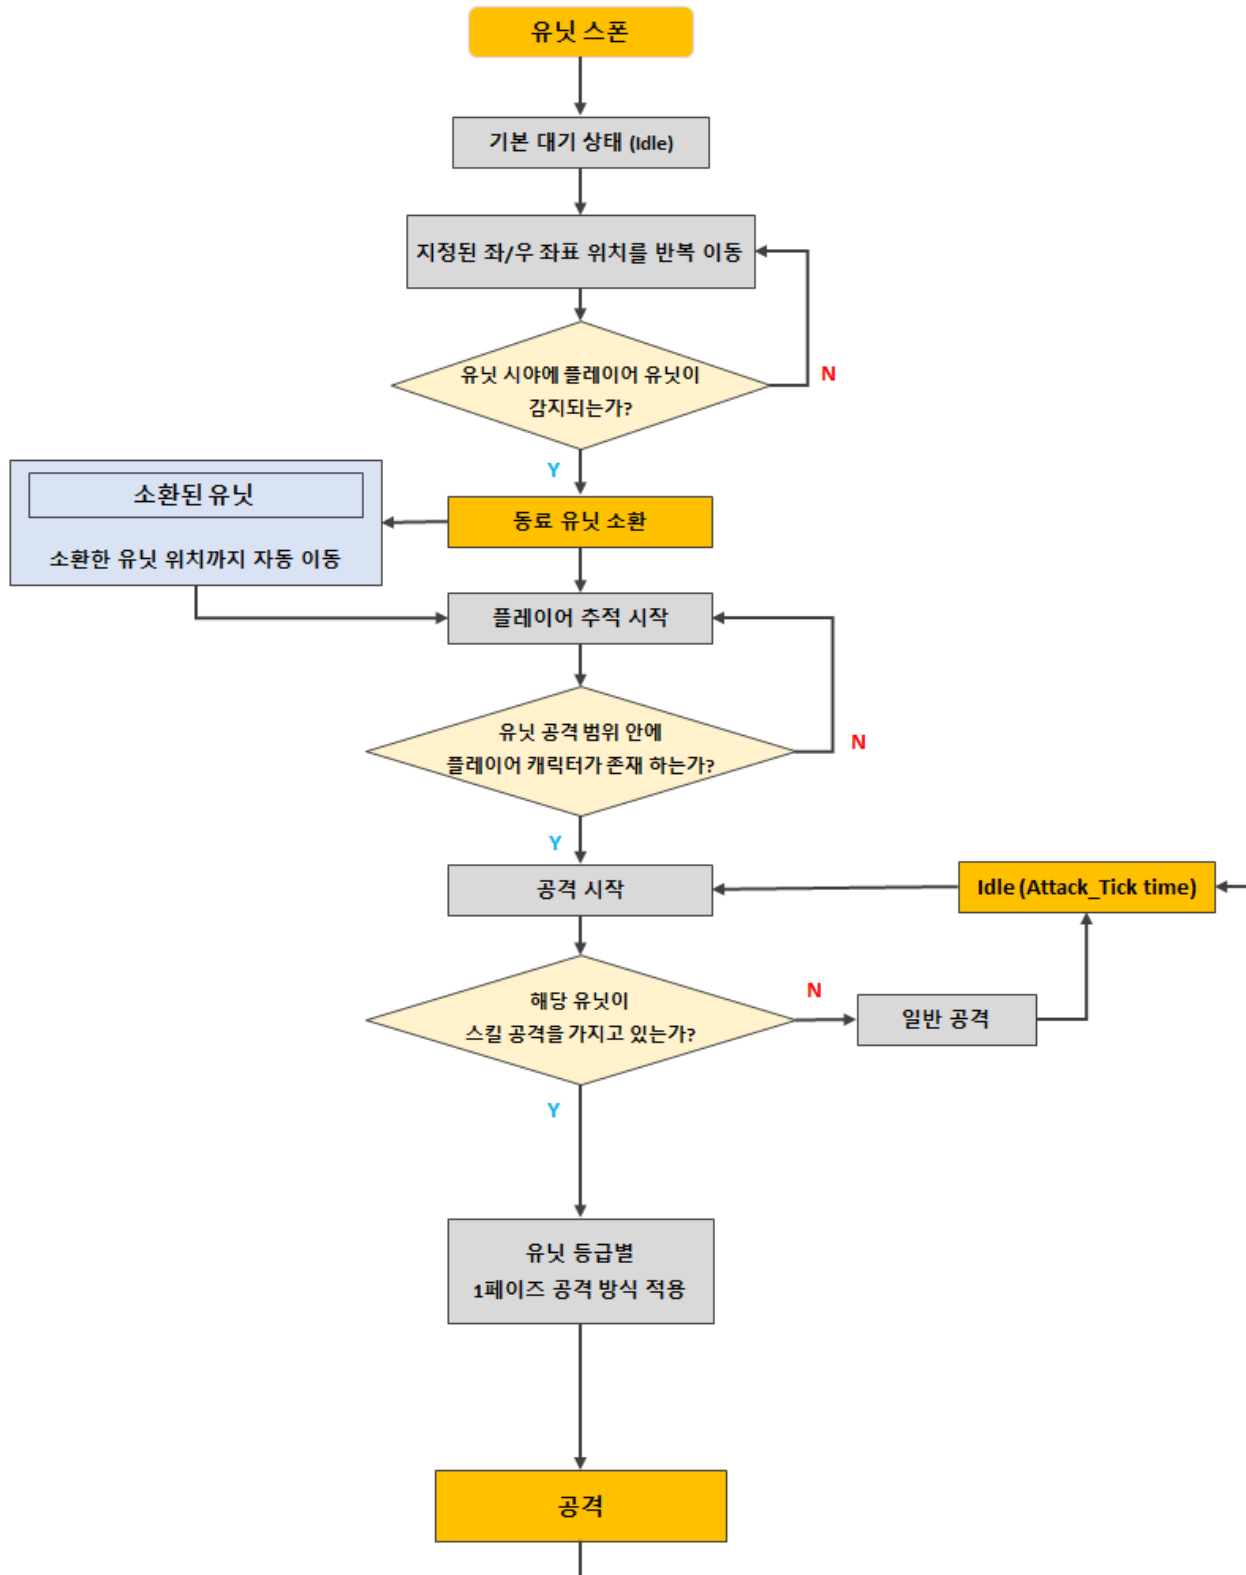 유닛 스폰
기본 대기 상태 (Idle)
지정된 좌/우 좌표 위치를 반복 이동
유닛 시야에 플레이어 유닛이
감지되는가?
N
Y
소환된 유닛
소환한 유닛 위치까지 자동 이동
동료 유닛 소환
플레이어 추적 시작
유닛 공격 범위 안에
플레이어 캐릭터가 존재 하는가?
N
Y
공격 시작
Idle (Attack_Tick time)
해당 유닛이
스킬 공격을 가지고 있는가?
N
일반 공격
Y
유닛 등급별
1페이즈 공격 방식 적용
공격